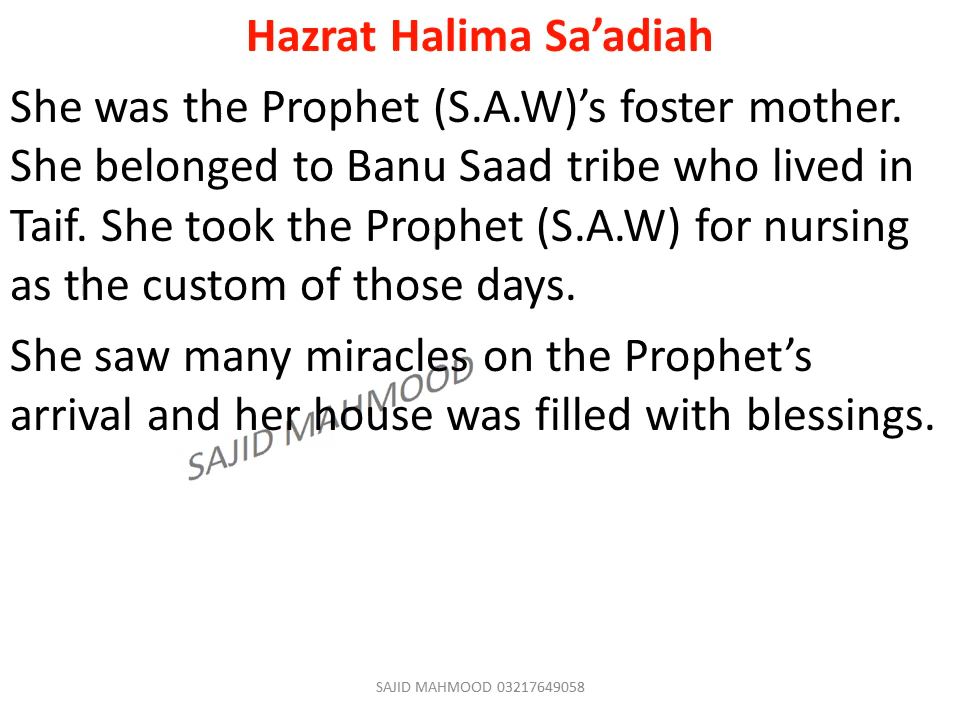 Hazrat Halima Sa’adiah
She was the Prophet (S.A.W)’s foster mother.
She belonged to Banu Saad tribe who lived in
Taif. She took the Prophet (S.A.W) for nursing
as the custom of those days.
She saw many miracles on the Prophet’s
arrival and her house was filled with blessings.
SAJID MAHMOOD
SAJID MAHMOOD 03217649058